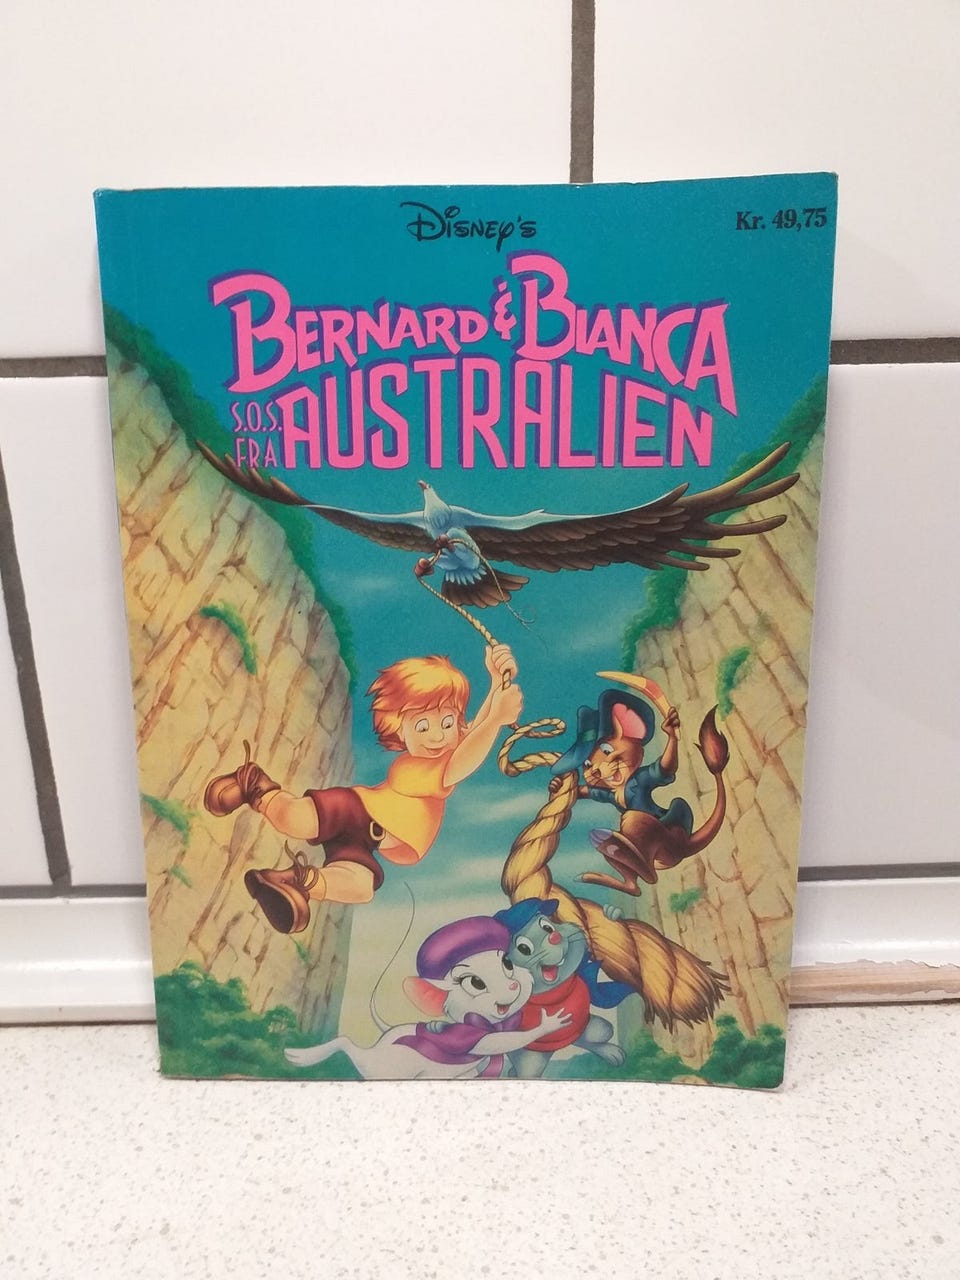 Disney's
Kr. 49,75
Bernard & Bianca
S.O.S. FRA AUSTRALIEN